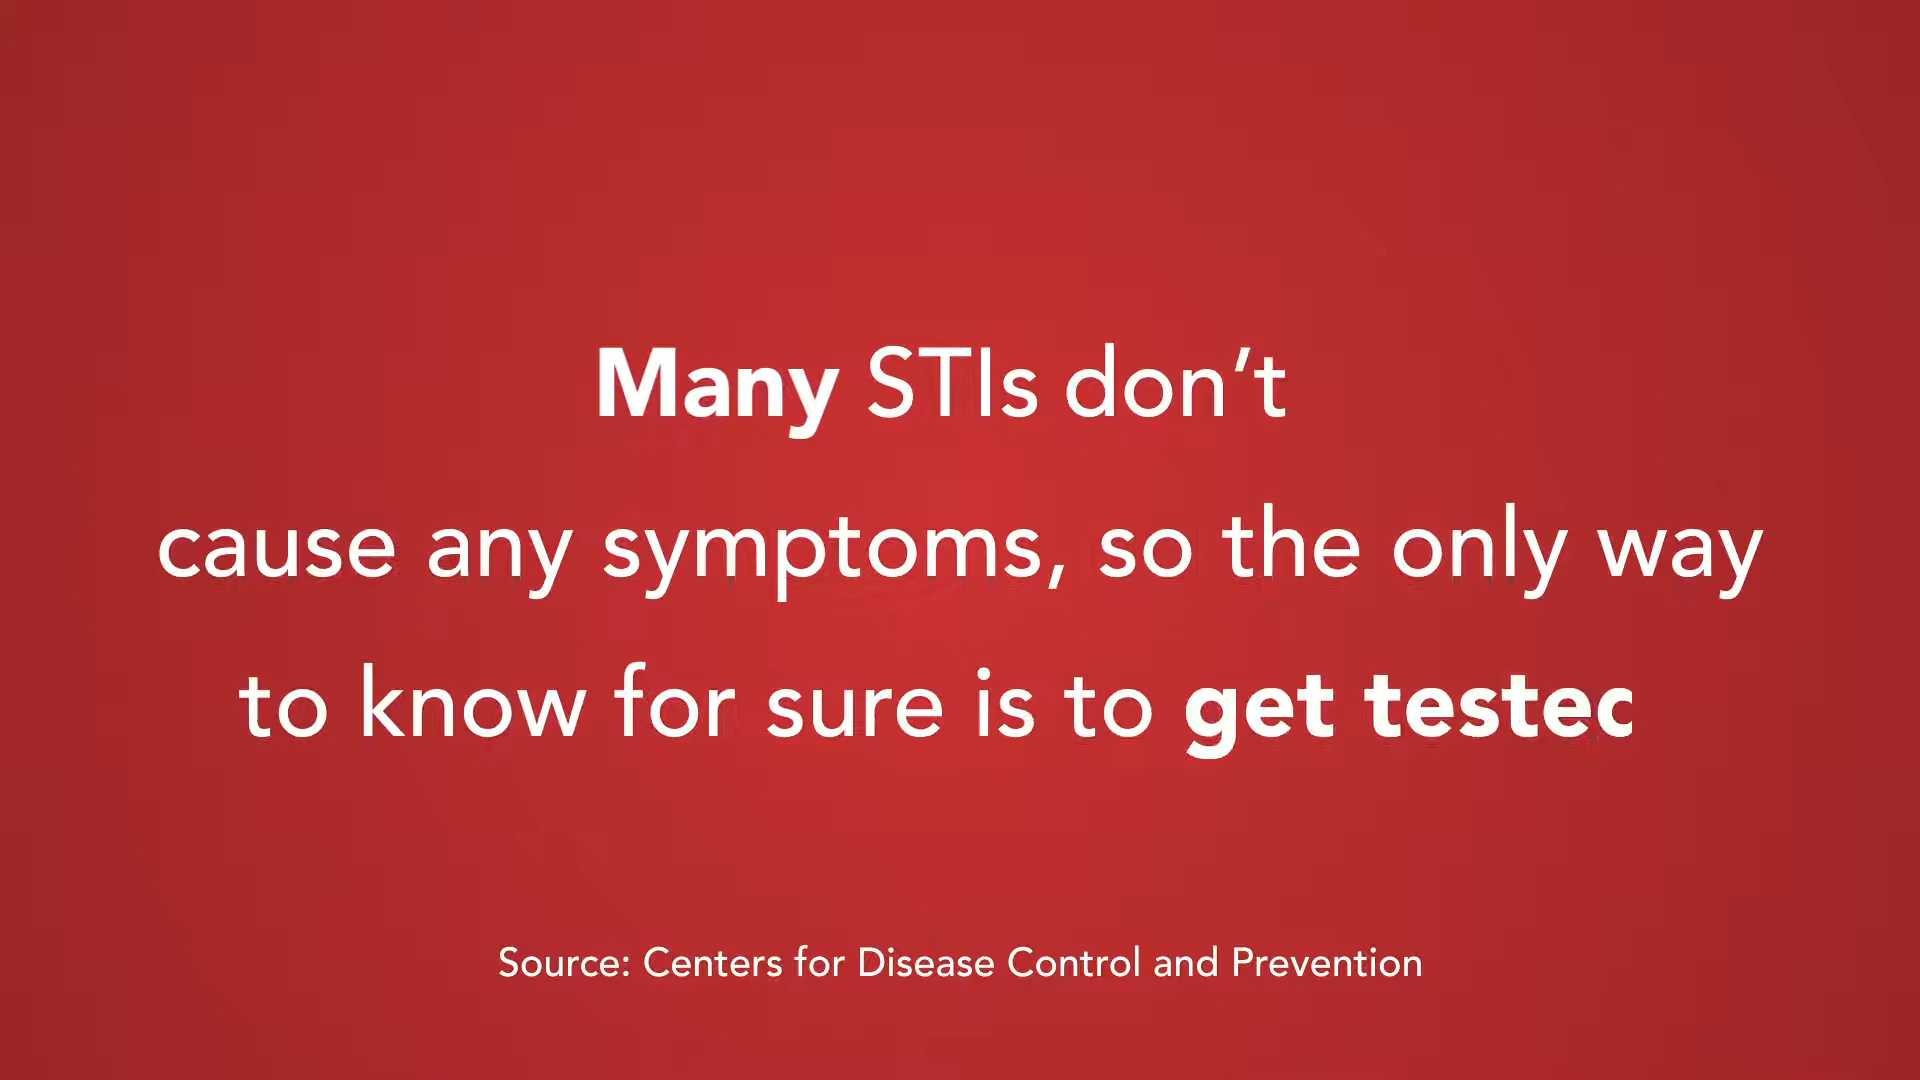 Many STIs don’t
cause any symptoms, so the only way
to know for sure is to get tested
Source: Centers for Disease Control and Prevention